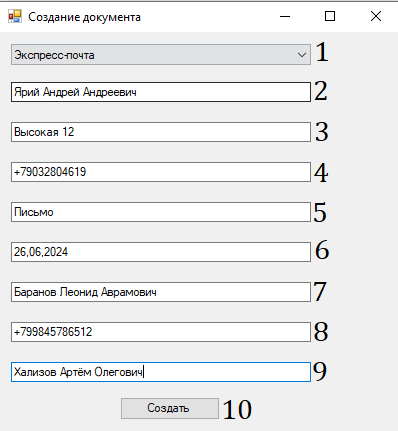 Создание документа
Экспресс-почта 1
Ярий Андрей Андреевич 2
Высокая 12 3
+79032804619 4
Письмо 5
26,06,2024 6
Баранов Леонид Аврамович 7
+799845786512 8
Хализов Артём Олегович 9
Создать 10